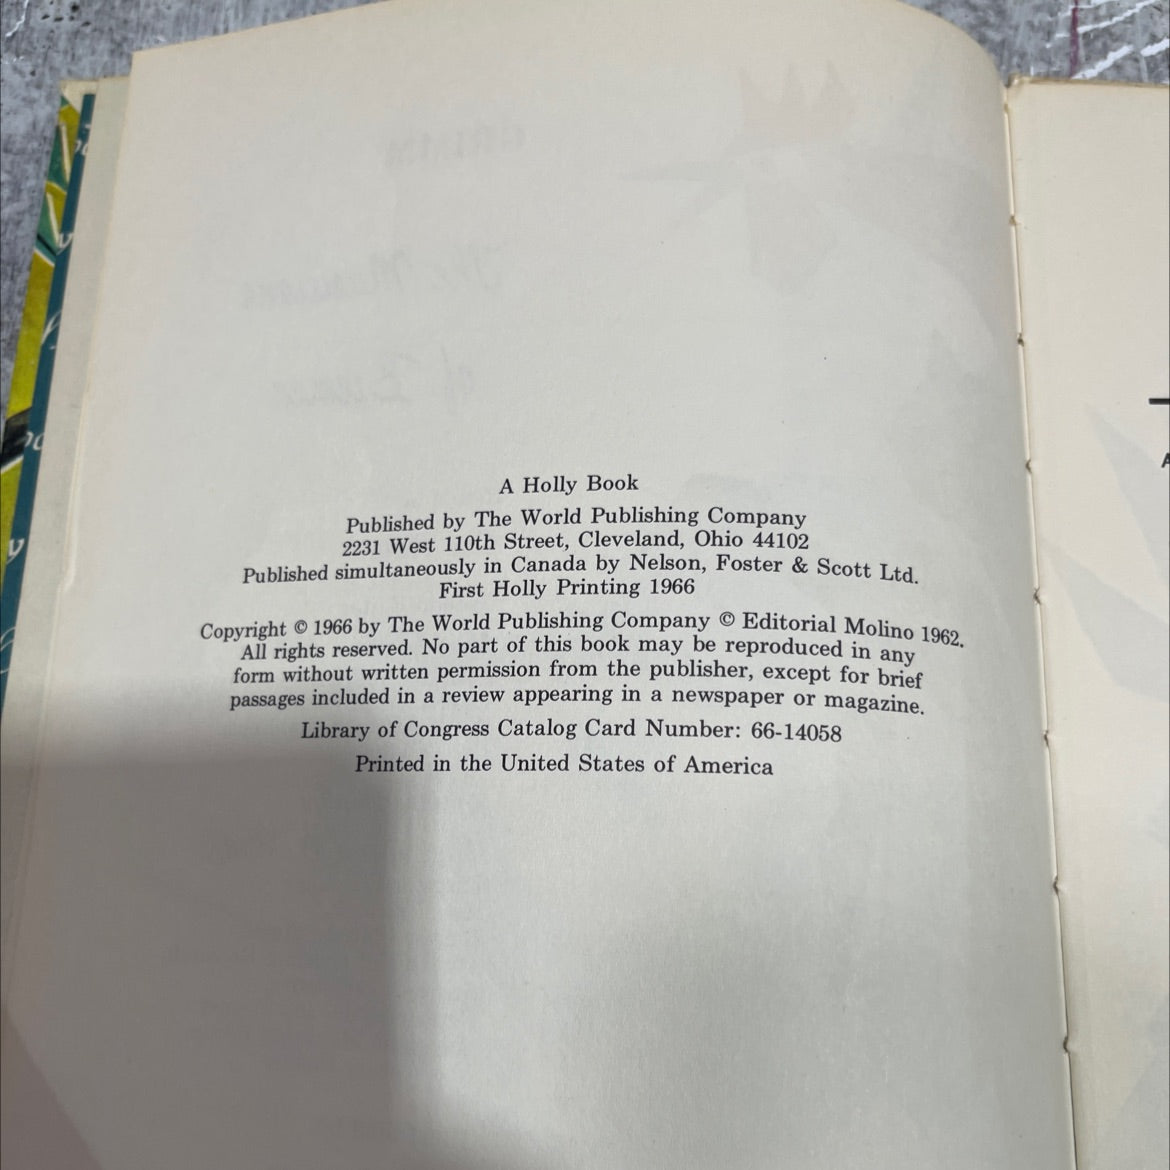 A Holly Book
Published by The World Publishing Company
2231 West 110th Street, Cleveland, Ohio 44102
Published simultaneously in Canada by Nelson, Foster & Scott Ltd.
First Holly Printing 1966
Copyright © 1966 by The World Publishing Company © Editorial Molino 1962.
All rights reserved. No part of this book may be reproduced in any
form without written permission from the publisher, except for brief
passages included in a review appearing in a newspaper or magazine.
Library of Congress Catalog Card Number: 66-14058
Printed in the United States of America